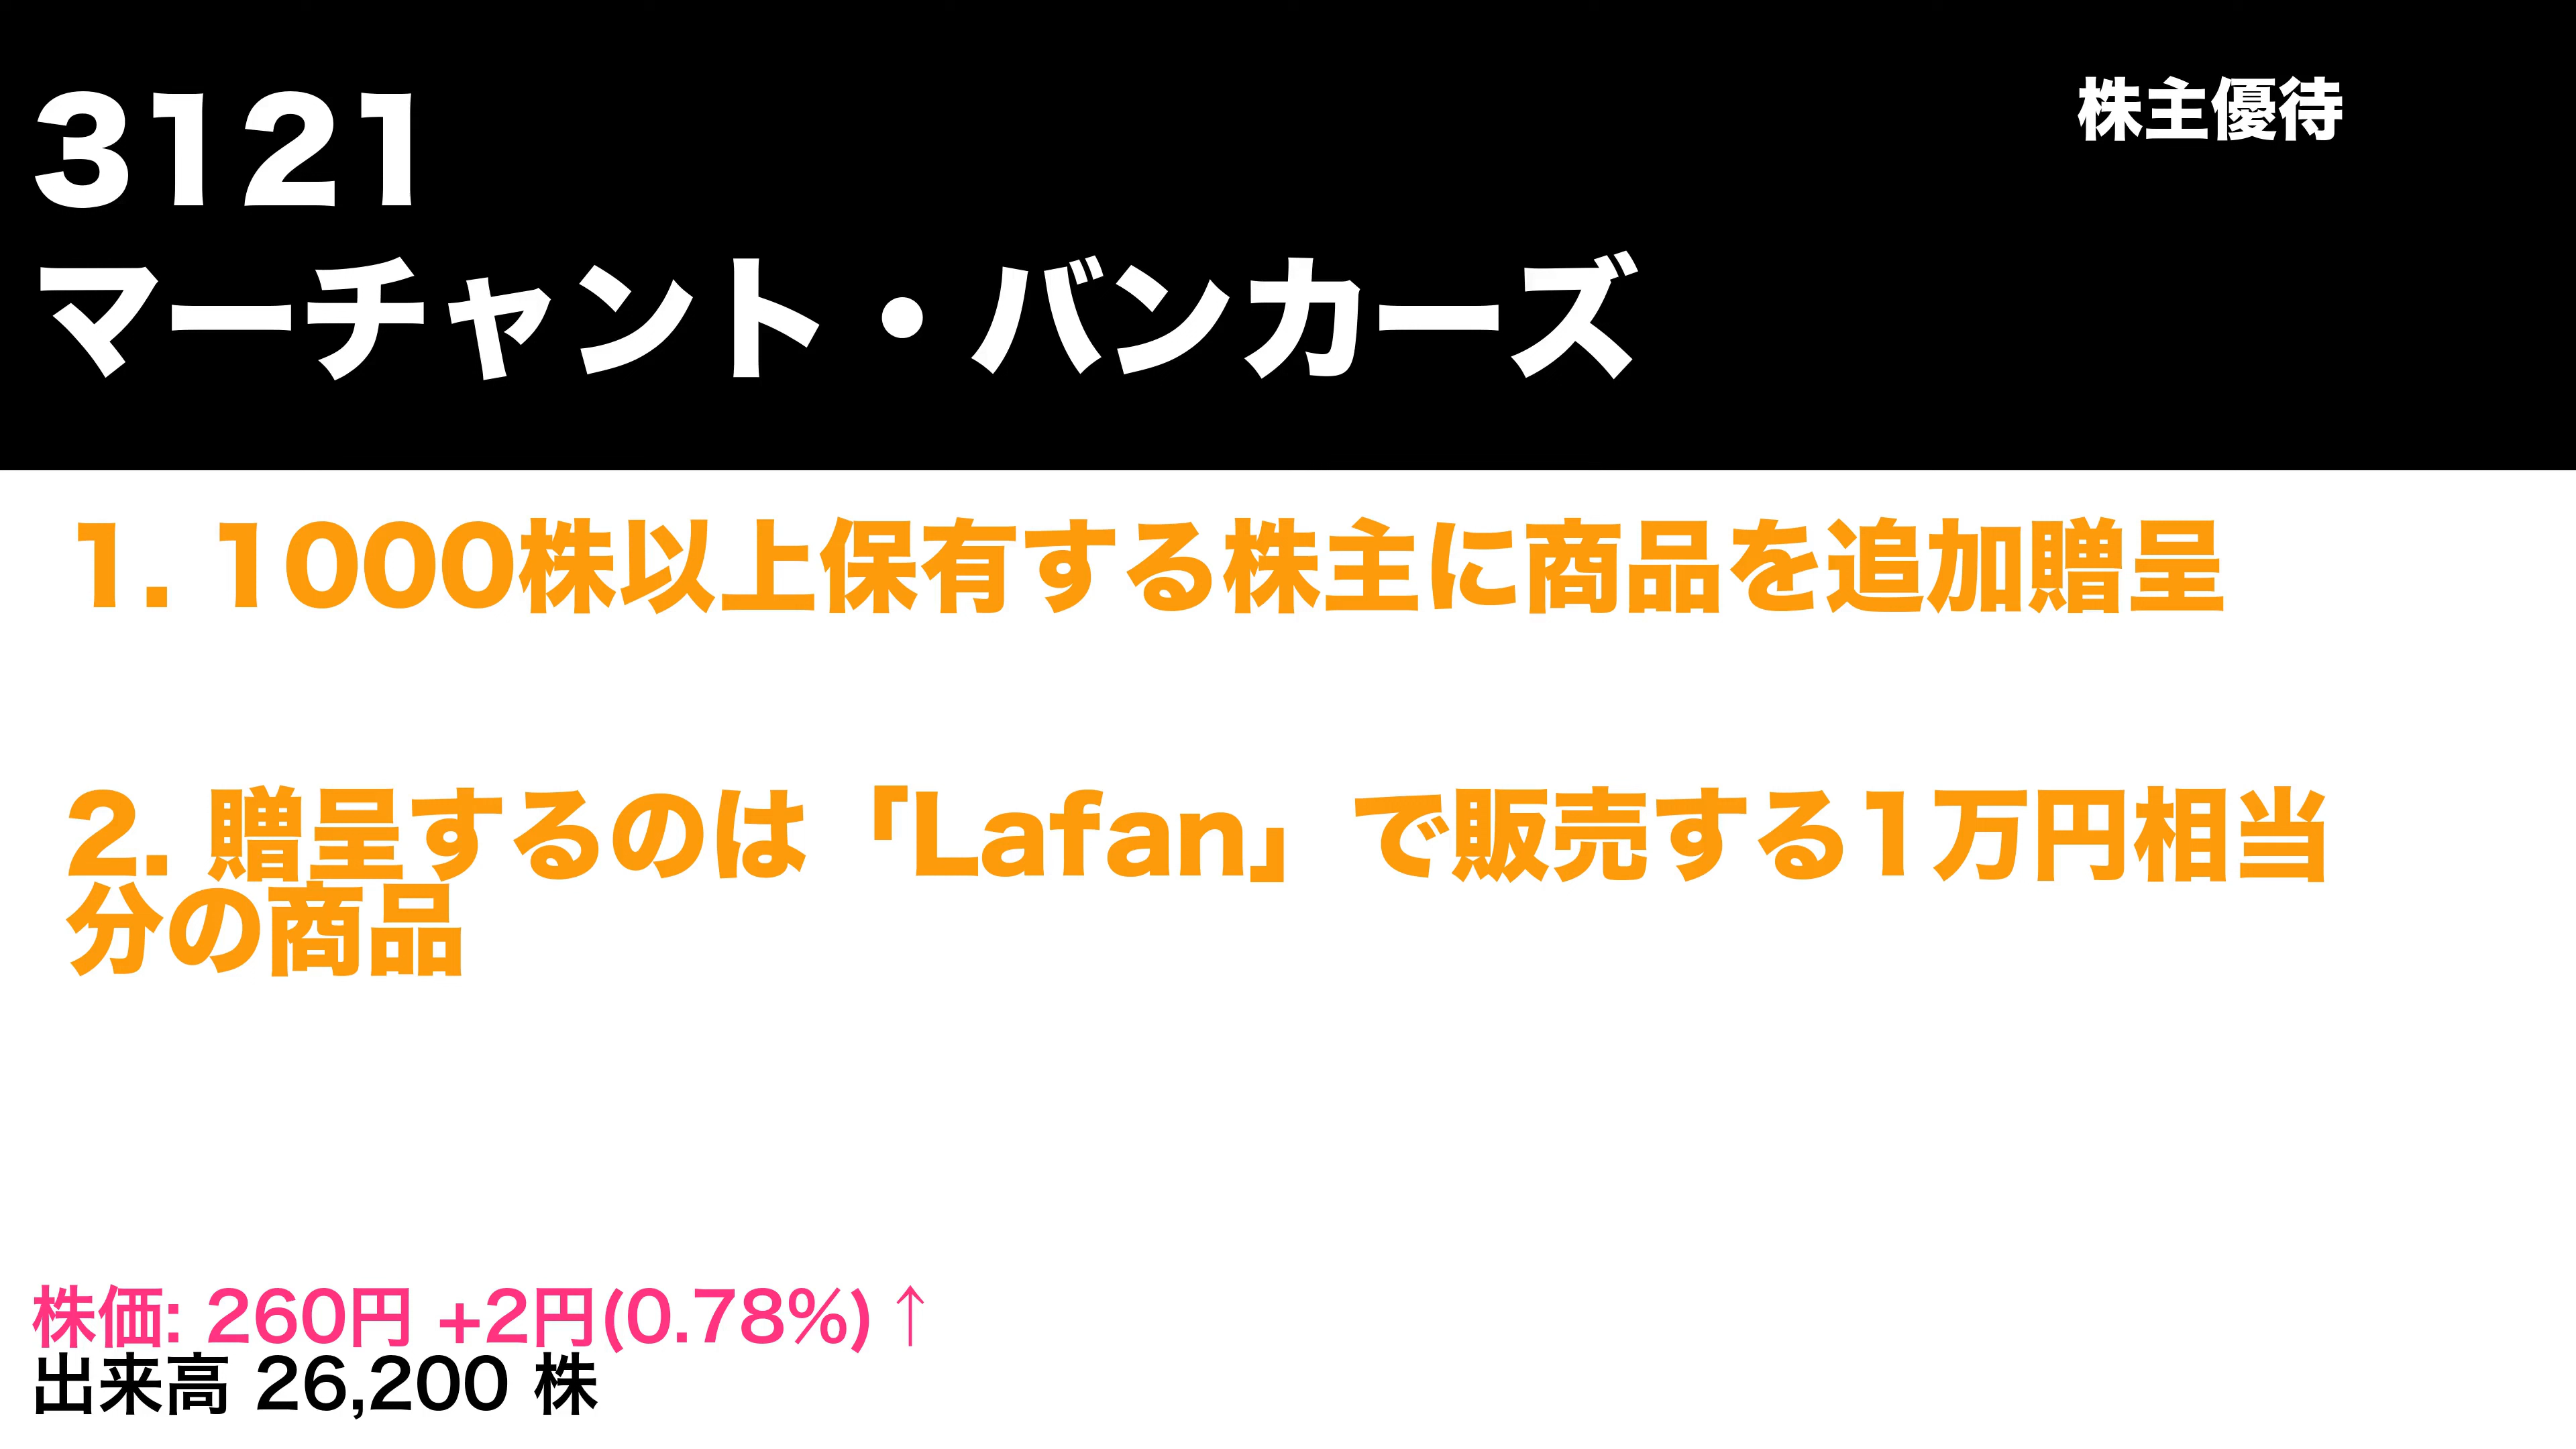 3121
株主優待
マーチャント・バンカーズ
1. 1000株以上保有する株主に商品を追加贈呈
2. 贈呈するのは「Lafan」で販売する1万円相当
分の商品
株価: 260円 +2円(0.78%)↑
出来高 26,200 株